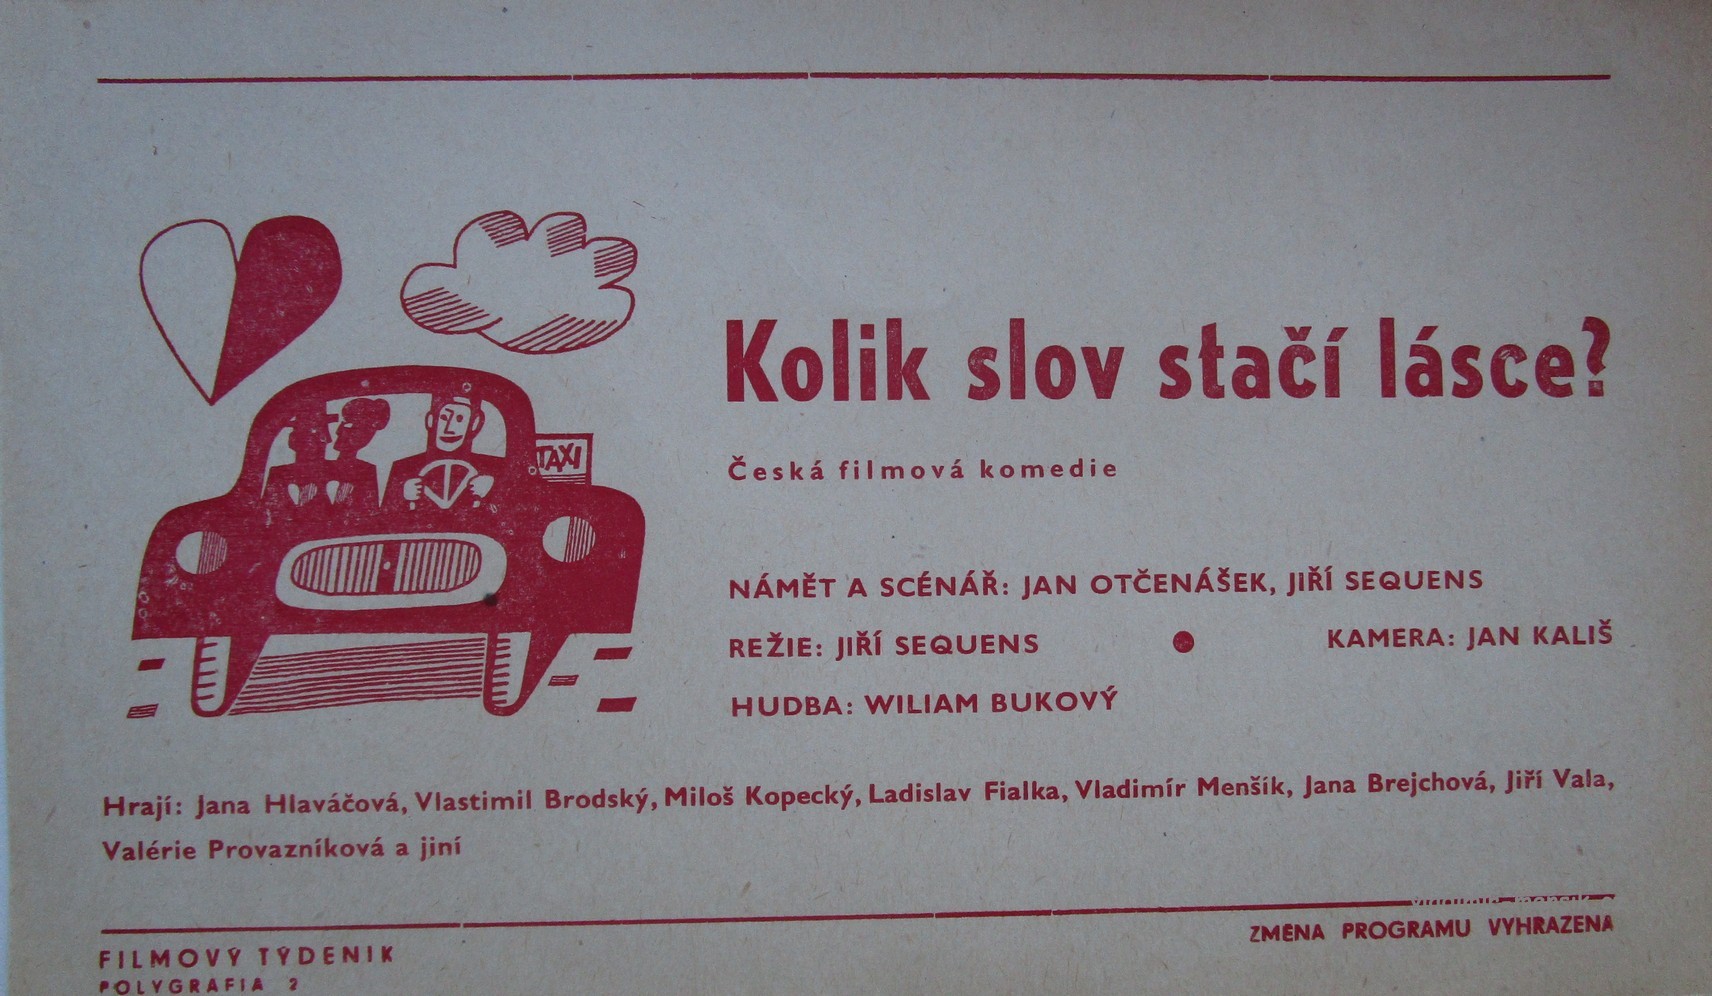 TAXI
Kolik slov stačí lásce?
Česká filmová komedie
NÁMĚT A SCÉNÁŘ: JAN OTČENÁŠEK, JIŘÍ SEQUENS
REŽIE: JIŘÍ SEQUENS ● KAMERA: JAN KALIŠ
HUDBA: WILIAM BUKOVÝ
Hrají: Jana Hlaváčová, Vlastimil Brodský, Miloš Kopecký, Ladislav Fialka, Vladimír Menšík, Jana Brejchová, Jiří Vala,
Valérie Provazníková a jiní
ZMĚNA PROGRAMU VYHRAZENA
FILMOVÝ TÝDENÍK
POLYGRAFIA 2